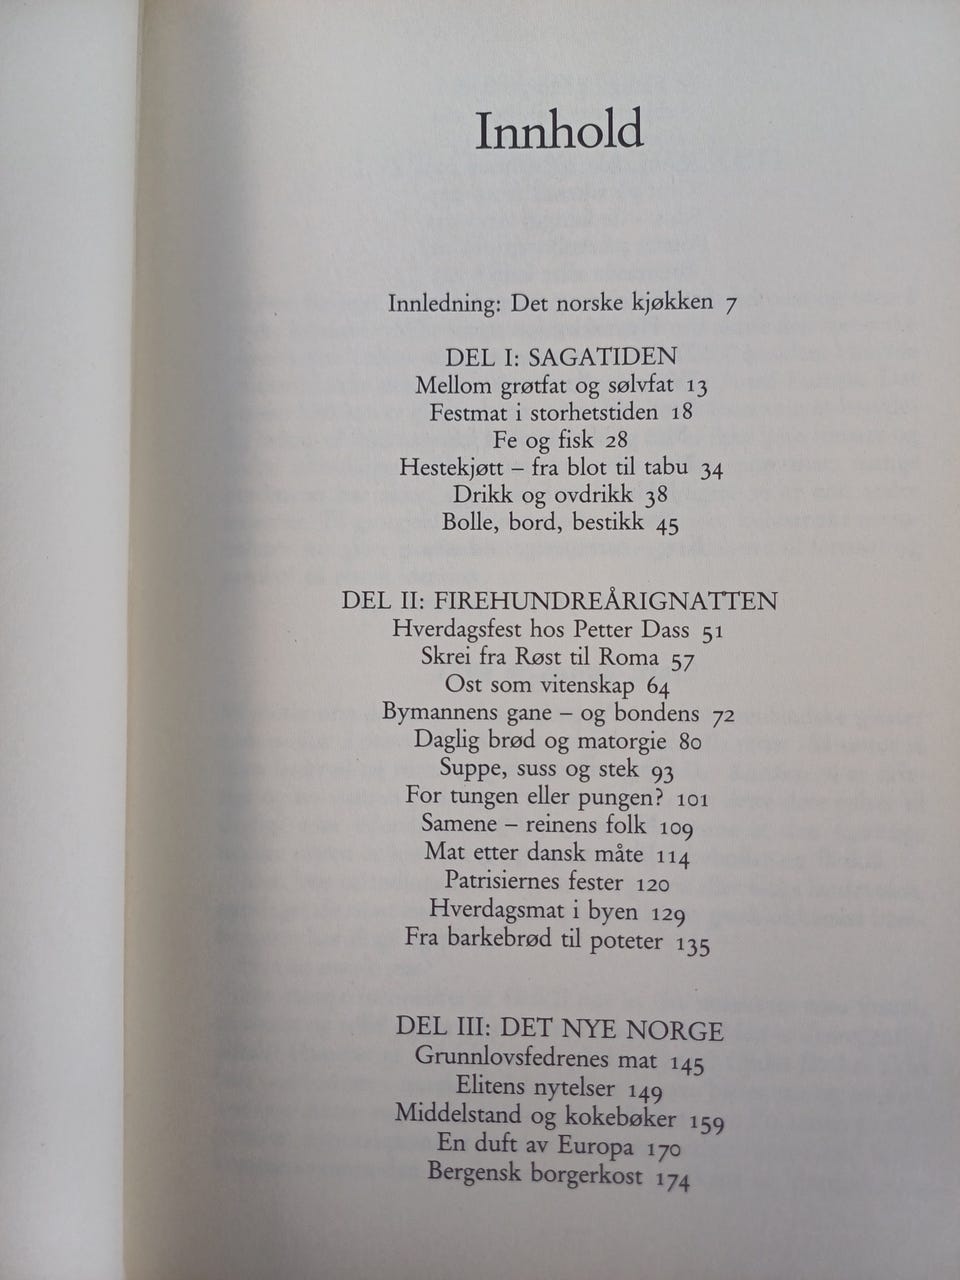 Innhold
Innledning: Det norske kjøkken 7
DEL I: SAGATIDEN
Mellom grøtfat og sølvfat 13
Festmat i storhetstiden 18
Fe og fisk 28
Hestekjøtt – fra blot til tabu 34
Drikk og ovdrikk 38
Bolle, bord, bestikk 45
DEL II: FIREHUNDREÅRIGNATTEN
Hverdagsfest hos Petter Dass 51
Skrei fra Røst til Roma 57
Ost som vitenskap 64
Bymannens gane – og bondens 72
Daglig brød og matorgie 80
Suppe, suss og stek 93
For tungen eller pungen? 101
Samene – reinens folk 109
Mat etter dansk måte 114
Patrisiernes fester 120
Hverdagsmat i byen 129
Fra barkebrød til poteter 135
DEL III: DET NYE NORGE
Grunnlovsfedrenes mat 145
Elitens nytelser 149
Middelstand og kokebøker 159
En duft av Europa 170
Bergensk borgerkost 174